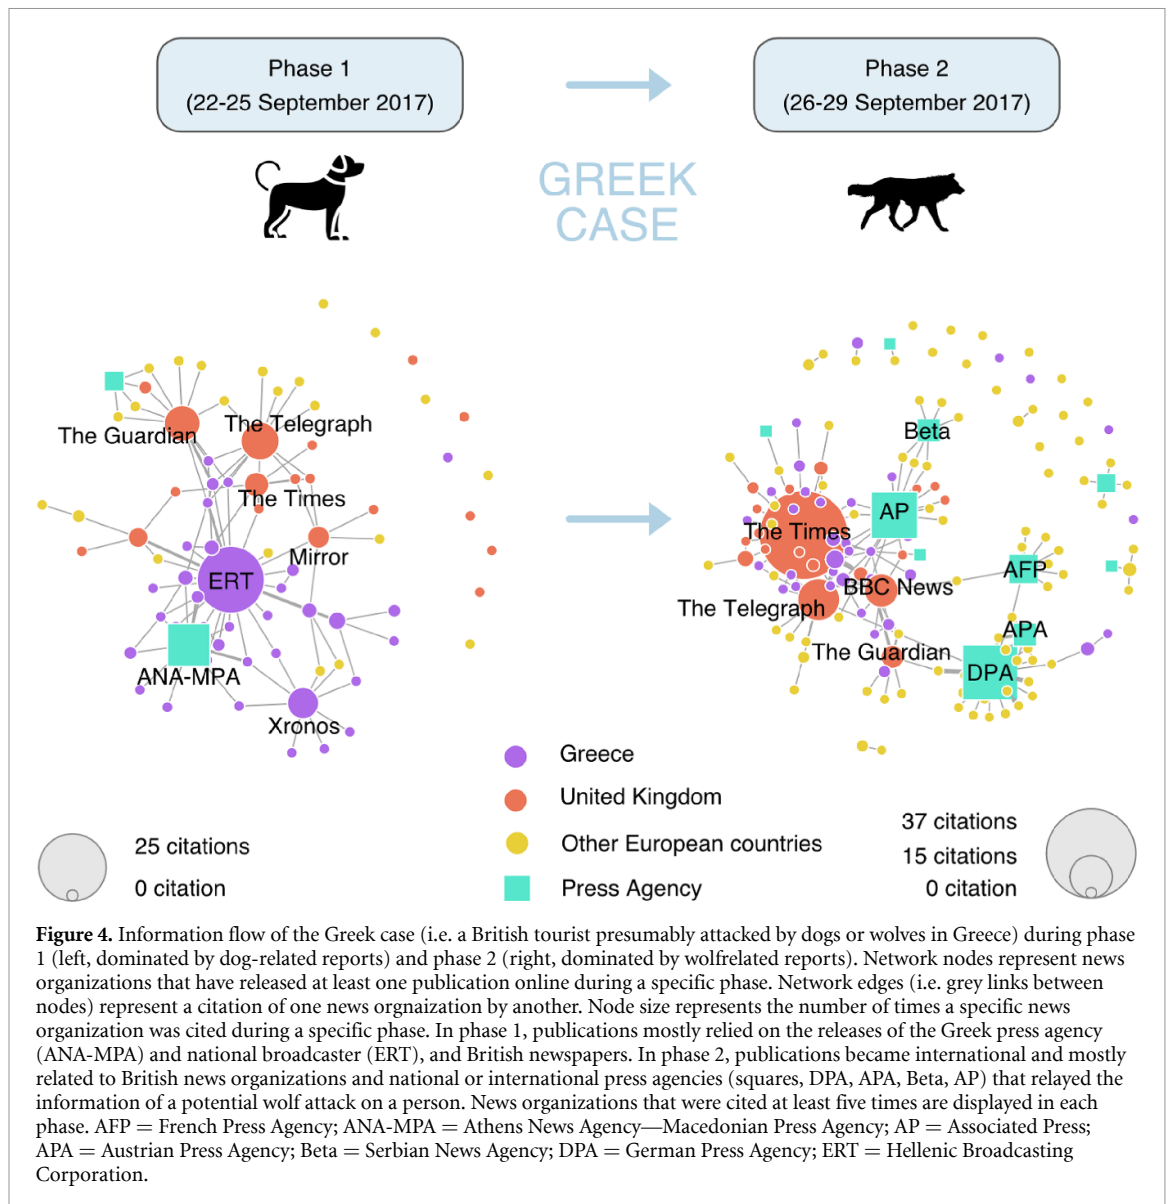 Phase 1
(22-25 September 2017)
Phase 2
(26-29 September 2017)
GREEK
CASE
The Guardian
The Telegraph
The Times
Mirror
ERT
ANA-MPA
Xronos
Beta
AP
The Times
BBC News
AFP
The Telegraph
APA
The Guardian
DPA
Greece
United Kingdom
Other European countries
Press Agency
25 citations
0 citation
37 citations
15 citations
0 citation
Figure 4. Information flow of the Greek case (i.e. a British tourist presumably attacked by dogs or wolves in Greece) during phase
1 (left, dominated by dog-related reports) and phase 2 (right, dominated by wolfrelated reports). Network nodes represent news
organizations that have released at least one publication online during a specific phase. Network edges (i.e. grey links between
nodes) represent a citation of one news orgnaization by another. Node size represents the number of times a specific news
organization was cited during a specific phase. In phase 1, publications mostly relied on the releases of the Greek press agency
(ANA-MPA) and national broadcaster (ERT), and British newspapers. In phase 2, publications became international and mostly
related to British news organizations and national or international press agencies (squares, DPA, APA, Beta, AP) that relayed the
information of a potential wolf attack on a person. News organizations that were cited at least five times are displayed in each
phase. AFP = French Press Agency; ANA-MPA = Athens News Agency—Macedonian Press Agency; AP = Associated Press;
APA = Austrian Press Agency; Beta = Serbian News Agency; DPA = German Press Agency; ERT = Hellenic Broadcasting
Corporation.